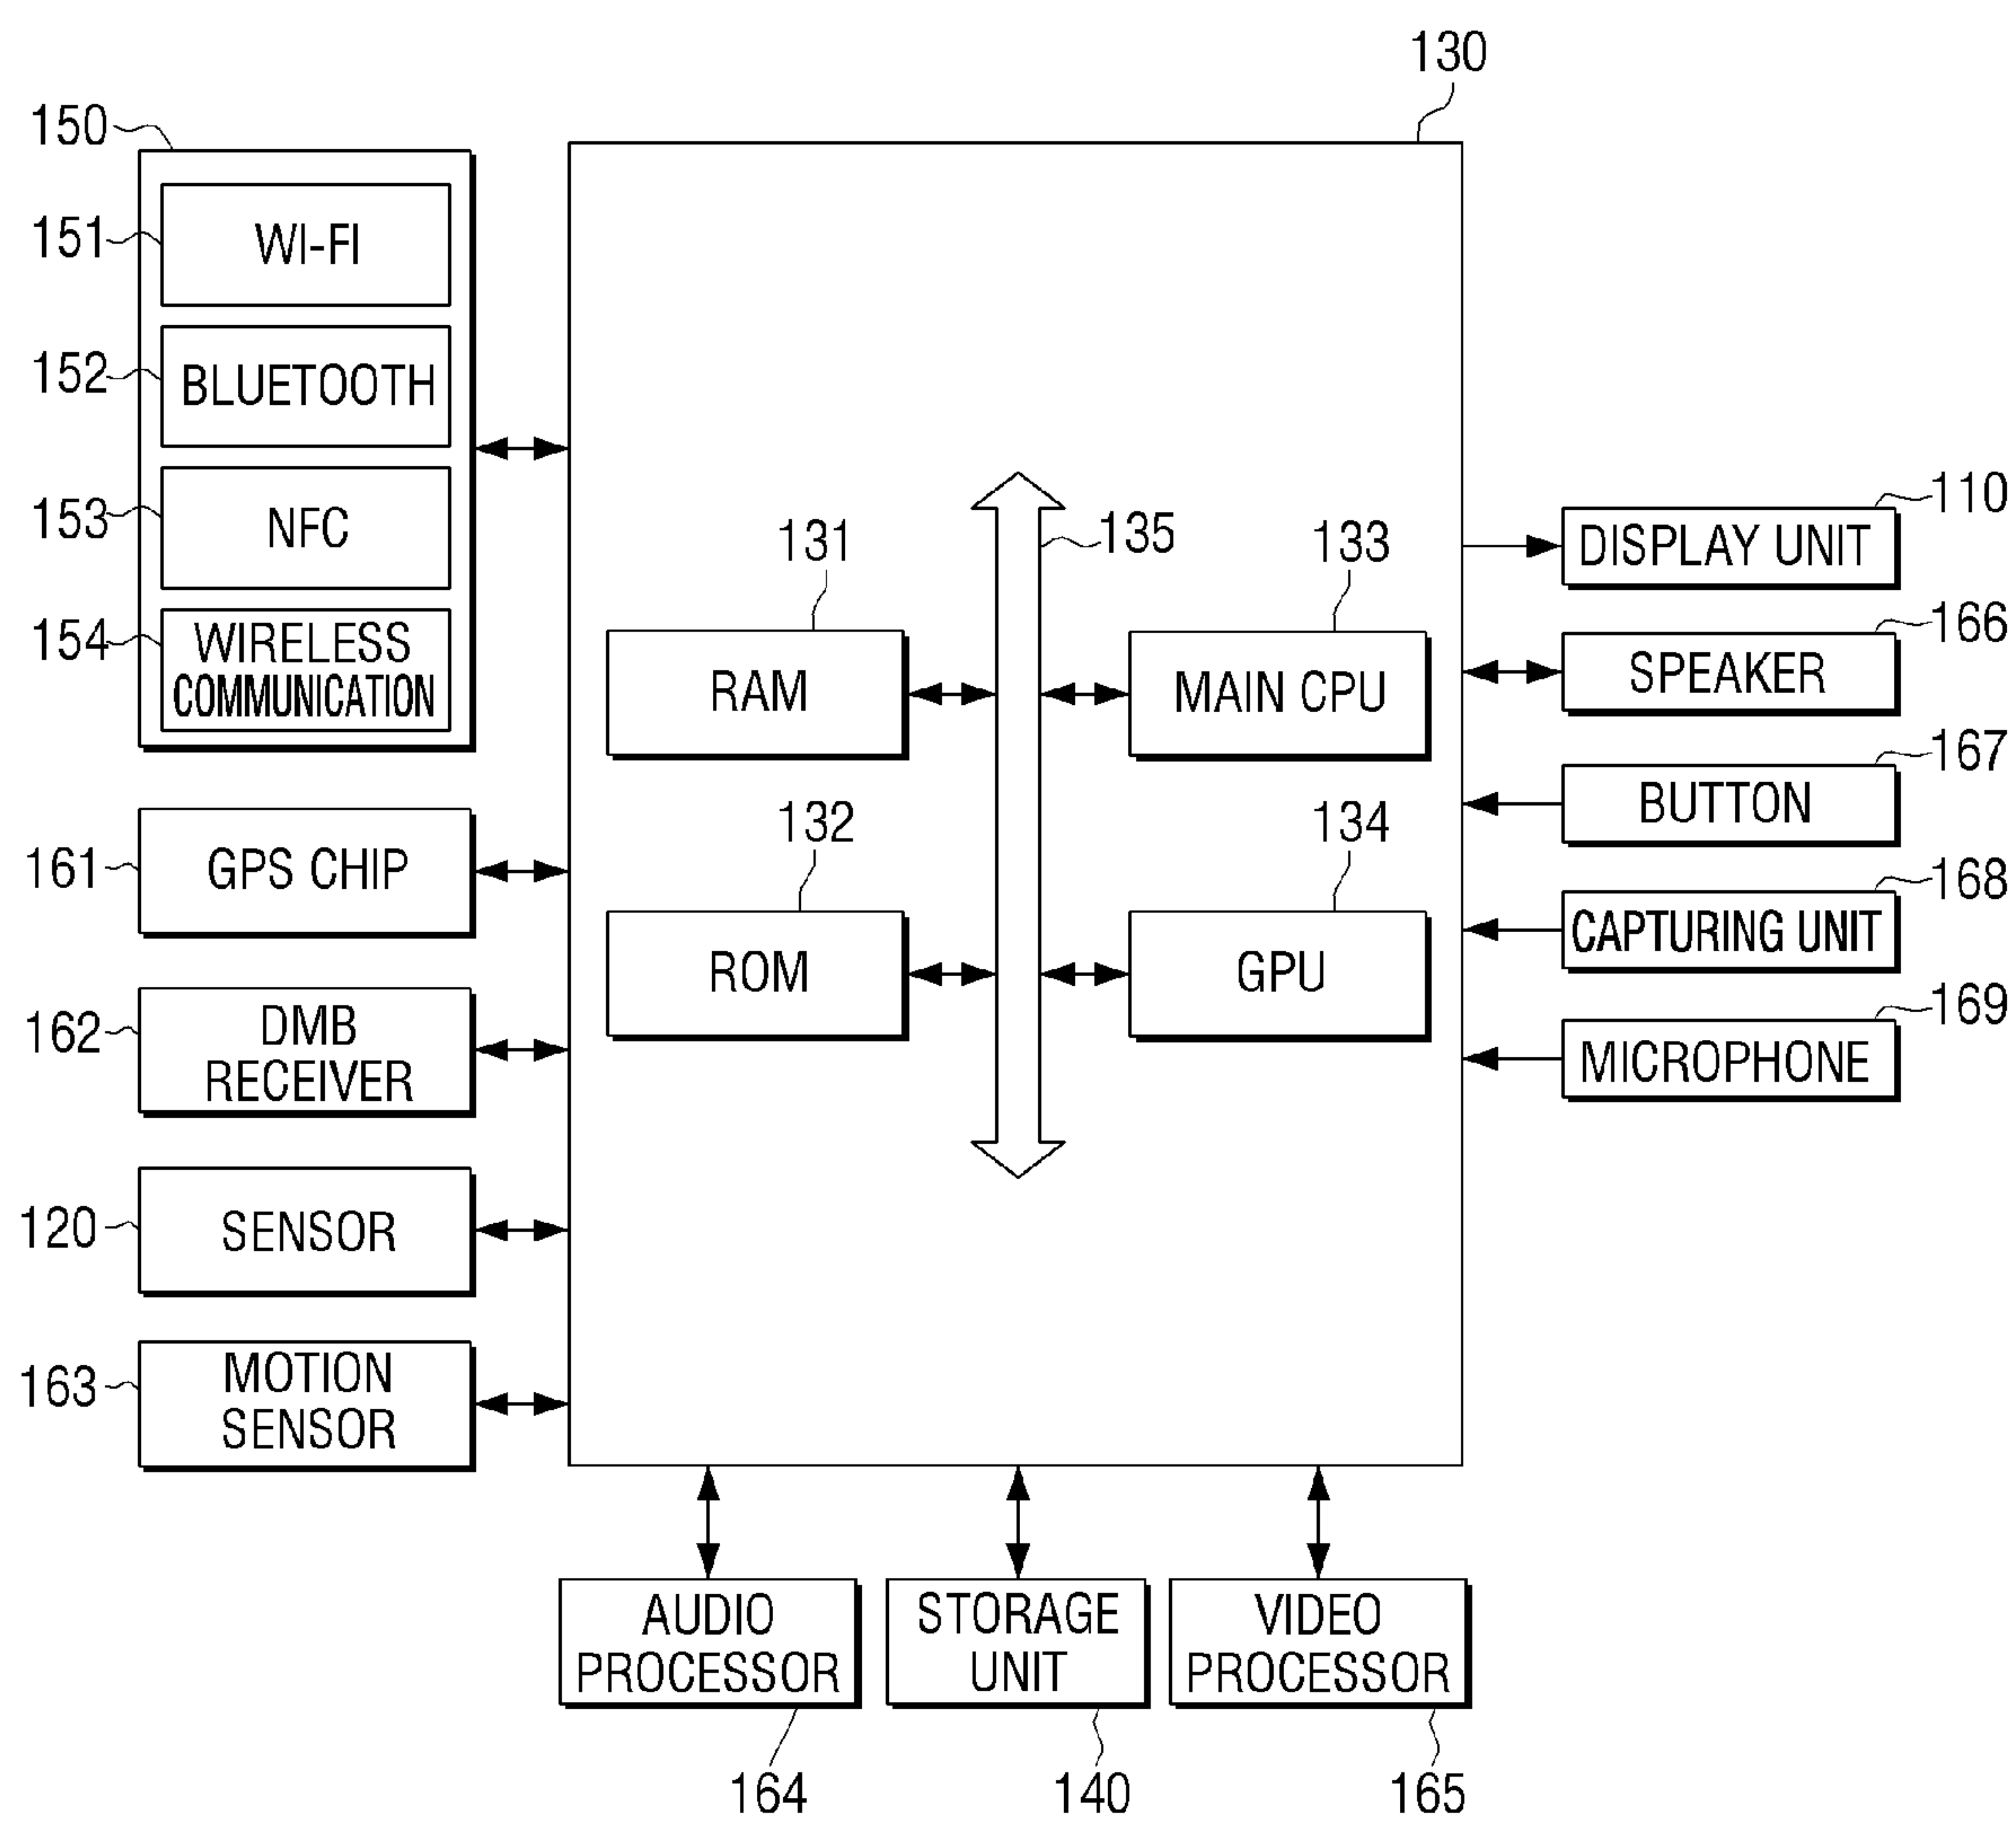 130
150
151
WI-FI
152
BLUETOOTH
153
NFC
154
WIRELESS
COMMUNICATION
161
GPS CHIP
162
DMB
RECEIVER
120
SENSOR
163
MOTION
SENSOR
131
RAM
132
ROM
135
133
MAIN CPU
134
GPU
110
DISPLAY UNIT
166
SPEAKER
167
BUTTON
168
CAPTURING UNIT
169
MICROPHONE
AUDIO
PROCESSOR
164
STORAGE
UNIT
140
VIDEO
PROCESSOR
165